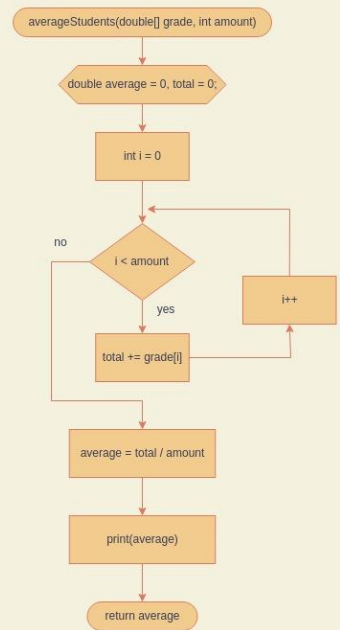 averageStudents(double[] grade, int amount)
double average = 0, total = 0;
int i = 0
no
i < amount
yes
i++
total += grade[i]
average = total / amount
print(average)
return average